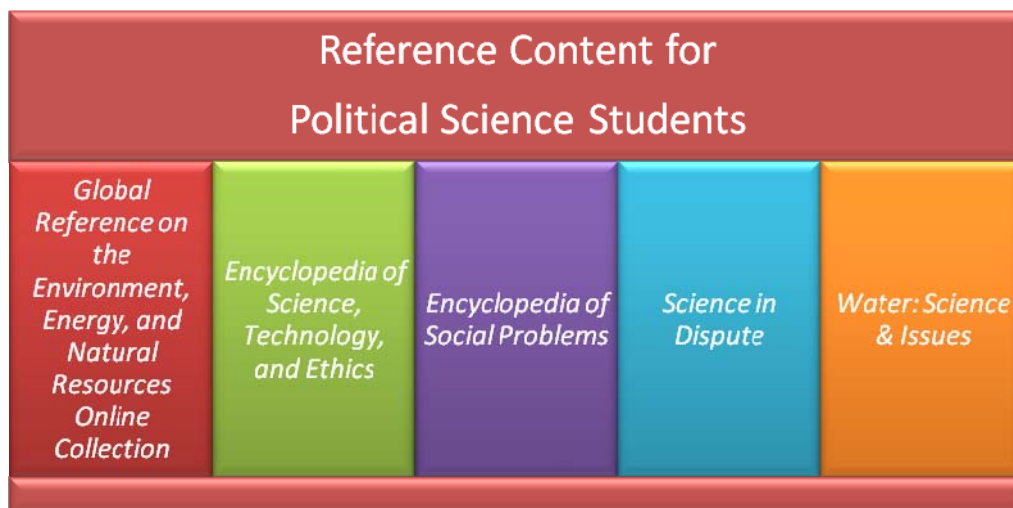 Reference Content for
Political Science Students
Global
Reference on
the
Environment,
Energy, and
Natural
Resources
Online
Collection
Encyclopedia of
Science,
Technology,
and Ethics
Encyclopedia of
Social Problems
Science in
Dispute
Water: Science
& Issues